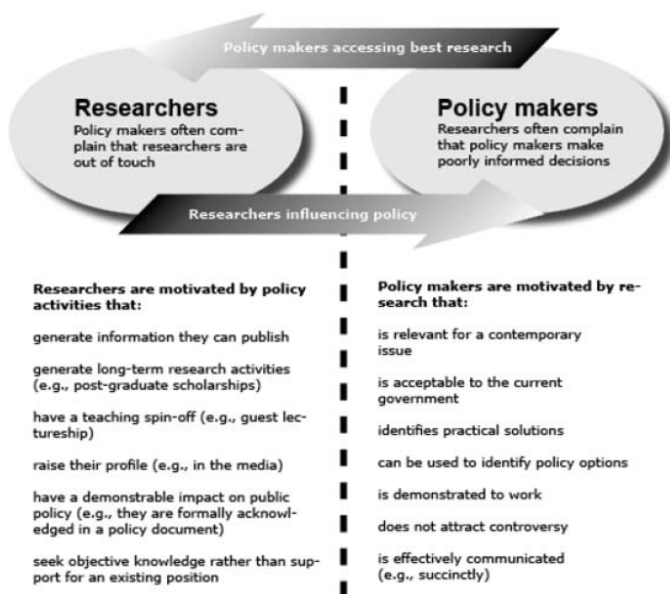 Policy makers accessing best research
Researchers
Policy makers often com-
plain that researchers are
out of touch
Policy makers
Researchers often complain
that policy makers make
poorly informed decisions
Researchers influencing policy
Researchers are motivated by policy
activities that:
generate information they can publish
generate long-term research activities
(e.g., post-graduate scholarships)
have a teaching spin-off (e.g., guest lec-
tureship)
raise their profile (e.g., in the media)
have a demonstrable impact on public
policy (e.g., they are formally acknowl-
edged in a policy document)
seek objective knowledge rather than sup-
port for an existing position
Policy makers are motivated by re-
search that:
is relevant for a contemporary
issue
is acceptable to the current
government
identifies practical solutions
can be used to identify policy options
is demonstrated to work
does not attract controversy
is effectively communicated
(e.g., succinctly)